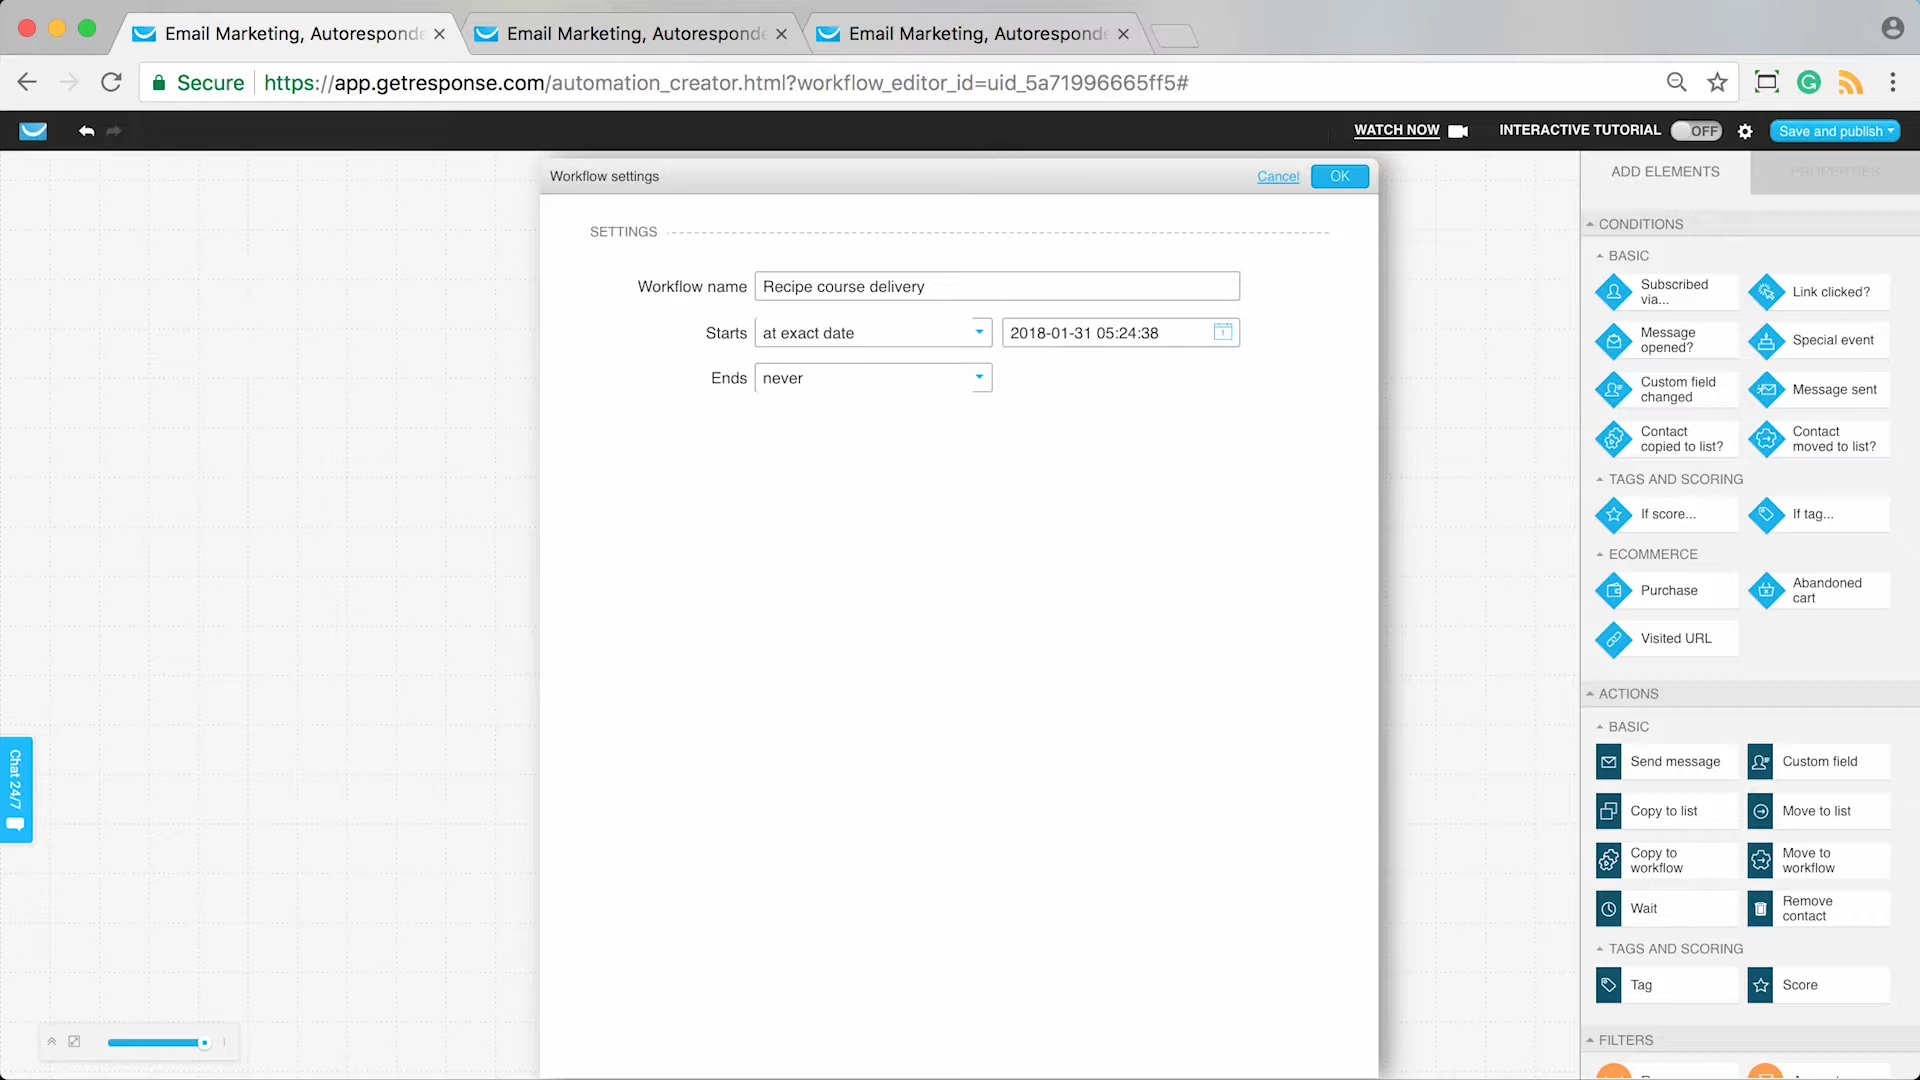 Email Marketing, Autoresponde
Email Marketing, Autoresponde
Email Marketing, Autoresponde
Secure
https://app.getresponse.com/automation_creator.html?workflow_editor_id=uid_5a71996665ff5#
WATCH NOW
INTERACTIVE TUTORIAL
OFF
Save and publish
Workflow settings
Cancel
OK
SETTINGS
Workflow name
Recipe course delivery
Starts
at exact date
2018-01-31 05:24:38
1
Ends
never
ADD ELEMENTS
PROPERTIES
CONDITIONS
BASIC
Subscribed
via...
Link clicked?
Message
opened?
Special event
Custom field
changed
Message sent
Contact
copied to list?
Contact
moved to list?
TAGS AND SCORING
If score...
If tag...
ECOMMERCE
Purchase
Abandoned
cart
Visited URL
ACTIONS
BASIC
Send message
Custom field
Copy to list
Move to list
Copy to
workflow
Move to
workflow
Wait
Remove
contact
TAGS AND SCORING
Tag
Score
FILTERS
Chat 24/7